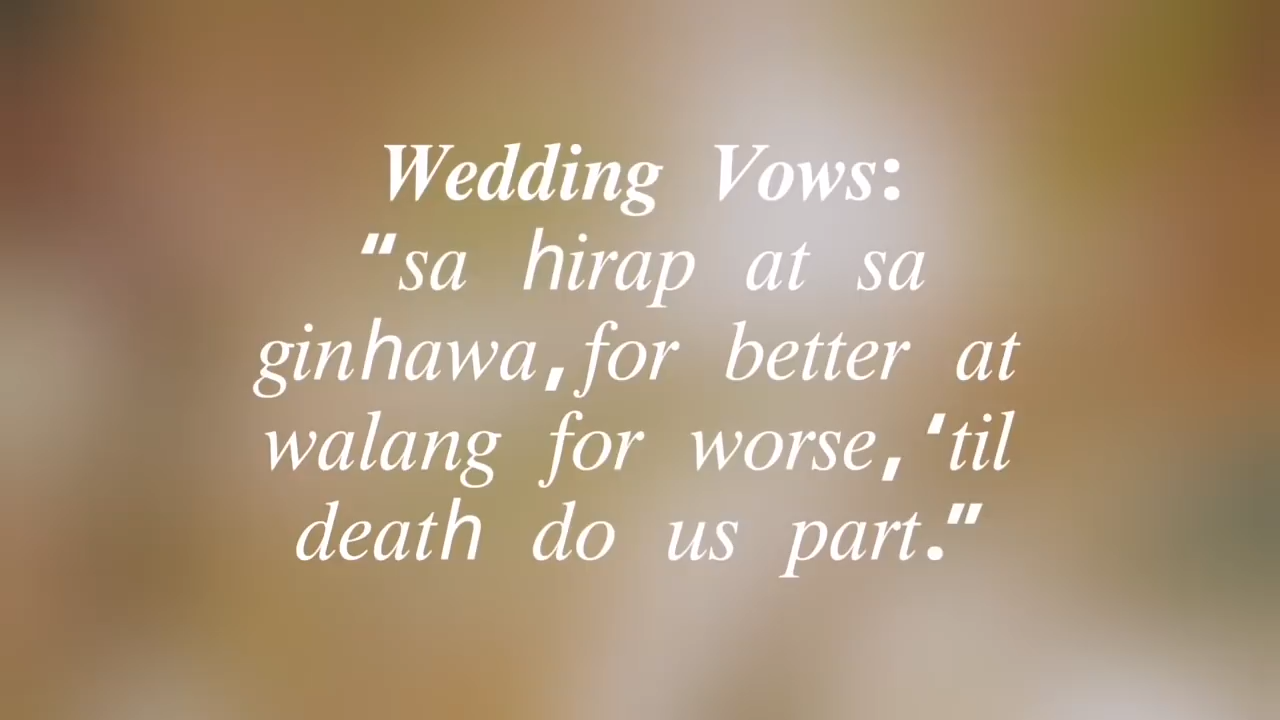 Wedding Vows:
“sa hirap at sa
ginhawa, for better at
walang for worse, ‘til
death do us part.”